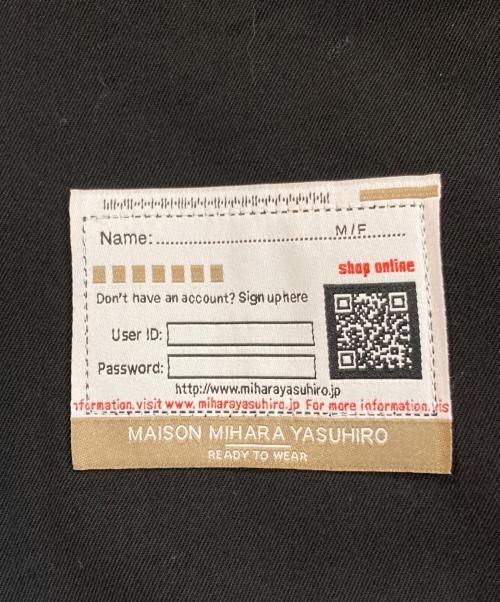 Name:.......................................M/F........
shop online
Don't have an account? Sign up here
User ID:
Password:
http://www.miharayasuhiro.jp
nformation.visit www.miharayasuhiro.jp For more information.vis
MAISON MIHARA YASUHIRO
READY TO WEAR